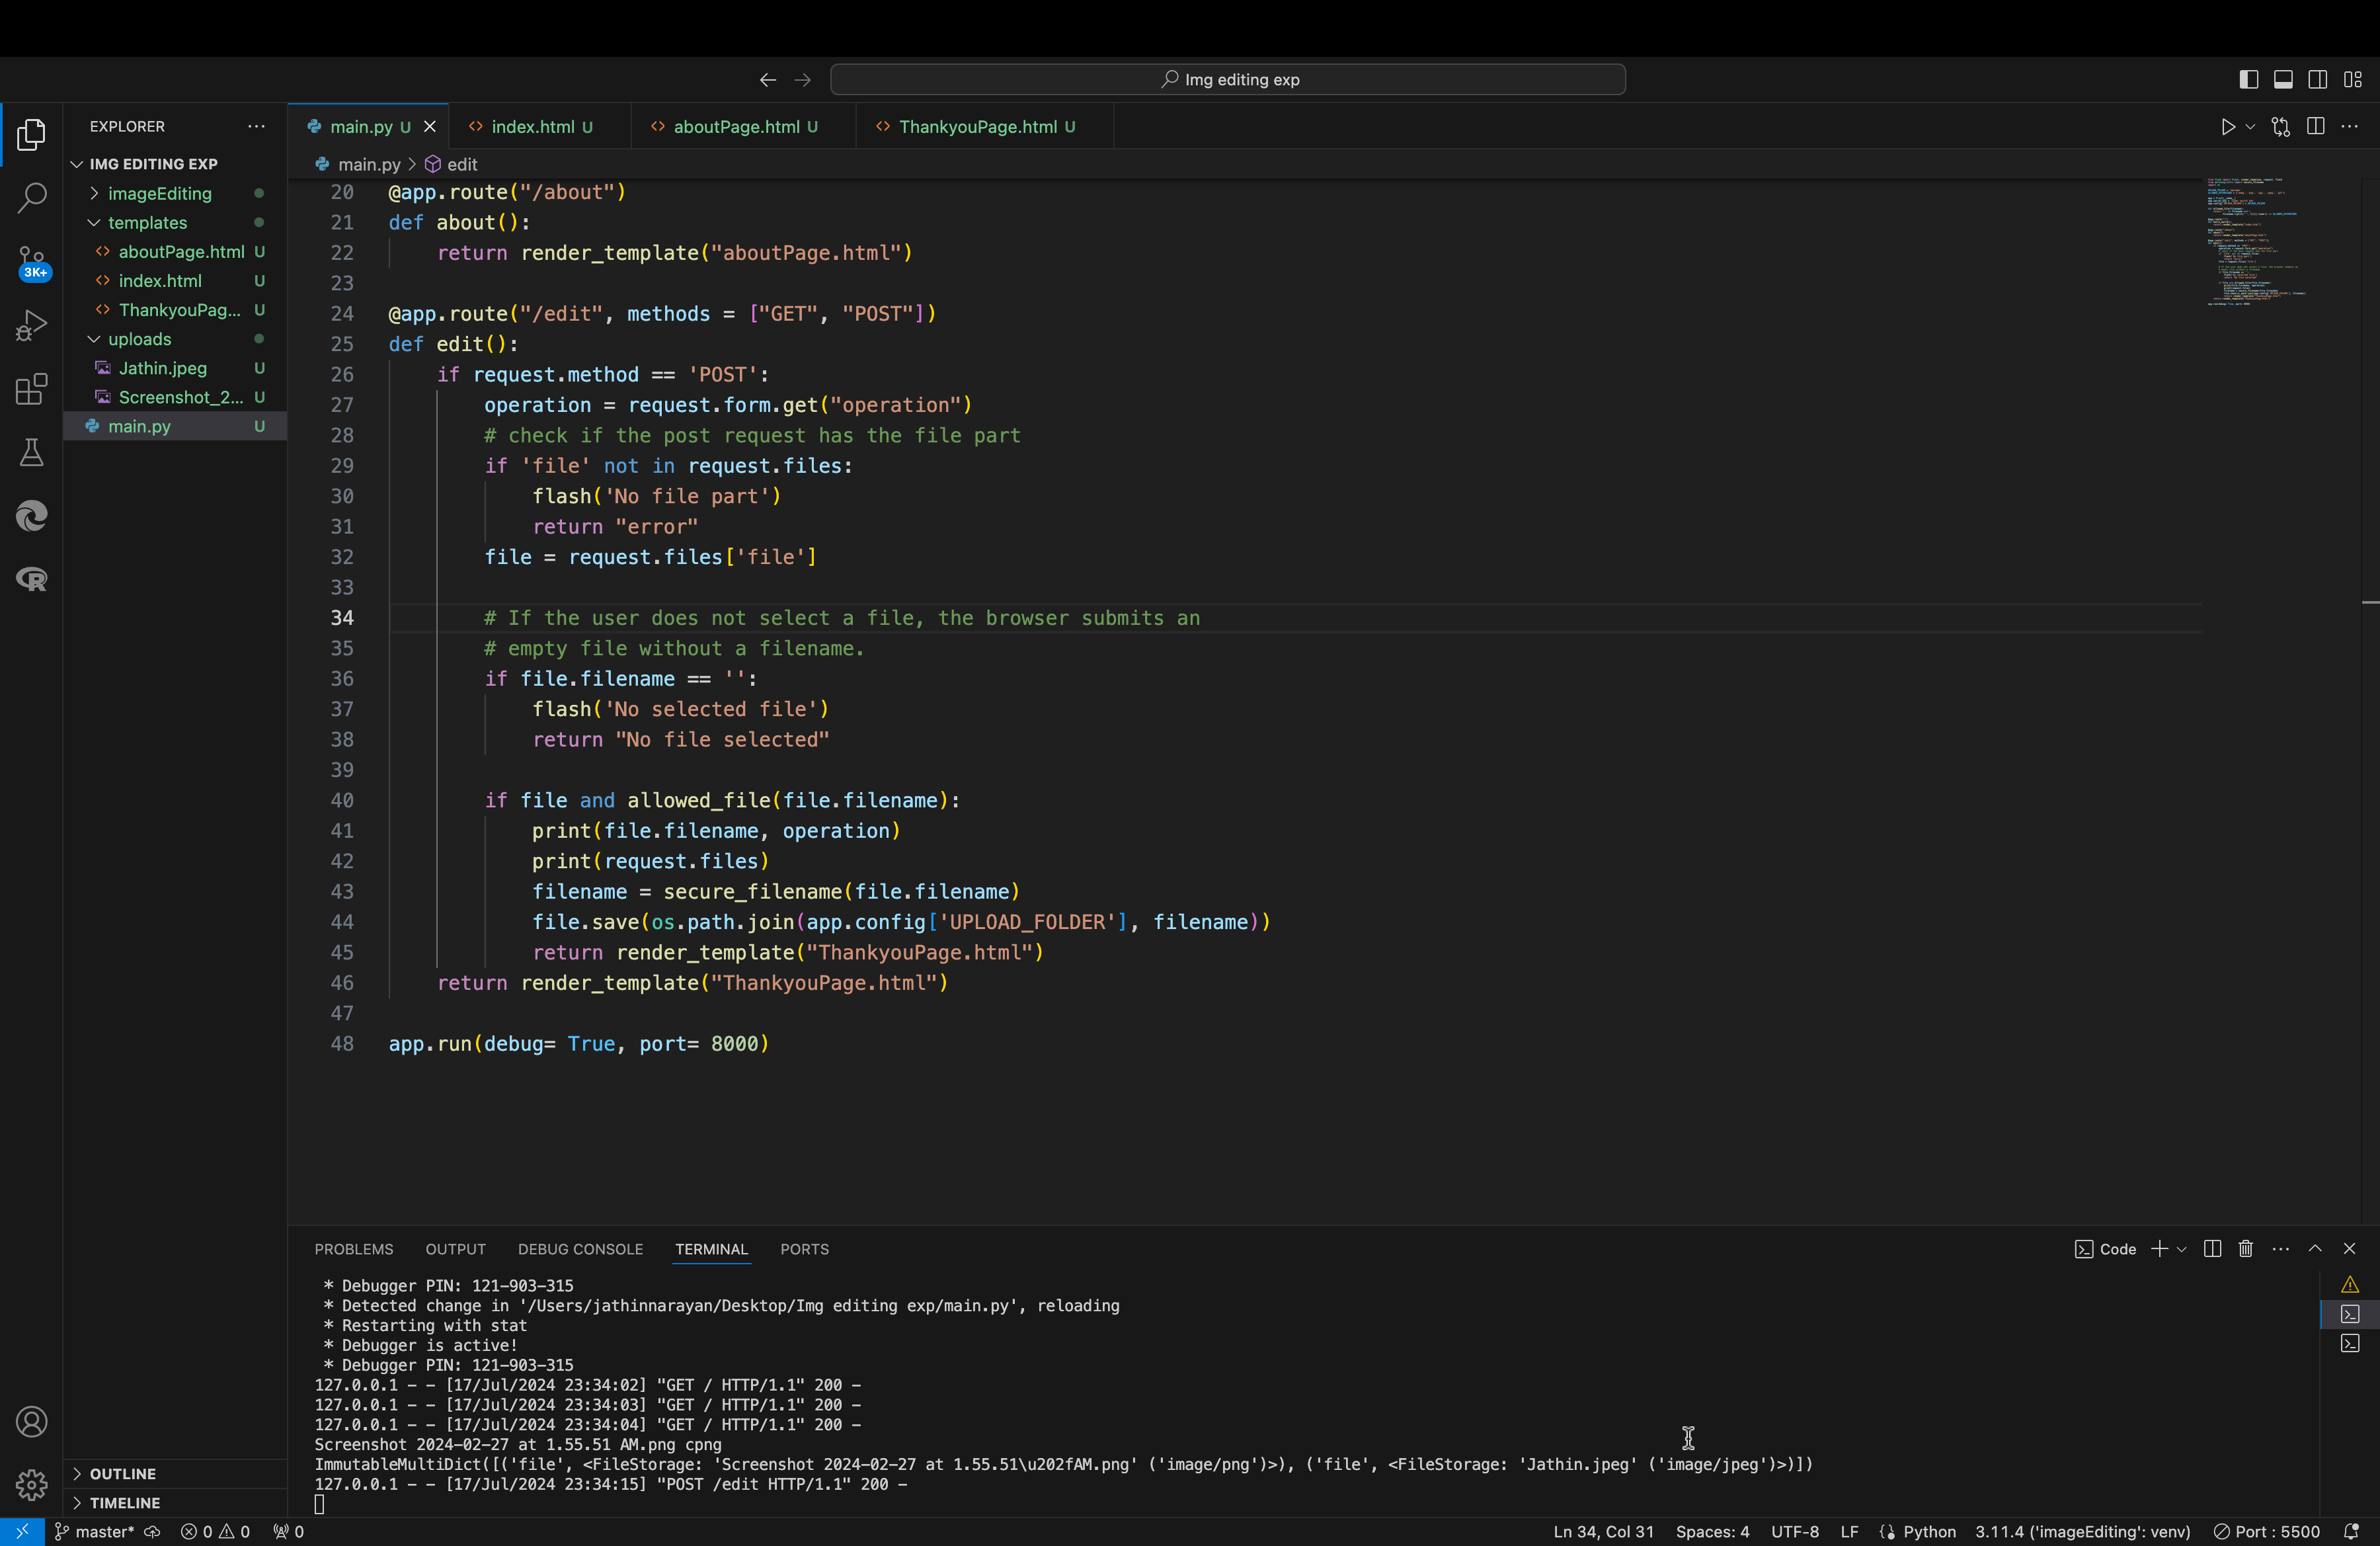 Img editing exp
EXPLORER
main.py U
index.html U
aboutPage.html U
ThankyouPage.html U
IMG EDITING EXP
imageEditing
templates
aboutPage.html U
index.html U
ThankyouPag... U
uploads
Jathin.jpeg U
Screenshot_2... U
main.py U
3K+
main.py > edit
20 @app.route("/about")
21 def about():
22 return render_template("aboutPage.html")
23
24 @app.route("/edit", methods = ["GET", "POST"])
25 def edit():
26 if request.method == 'POST':
27 operation = request.form.get("operation")
28 # check if the post request has the file part
29 if 'file' not in request.files:
30 flash('No file part')
31 return "error"
32 file = request.files['file']
33
34 # If the user does not select a file, the browser submits an
35 # empty file without a filename.
36 if file.filename == '':
37 flash('No selected file')
38 return "No file selected"
39
40 if file and allowed_file(file.filename):
41 print(file.filename, operation)
42 print(request.files)
43 filename = secure_filename(file.filename)
44 file.save(os.path.join(app.config['UPLOAD_FOLDER'], filename))
45 return render_template("ThankyouPage.html")
46 return render_template("ThankyouPage.html")
47
48 app.run(debug= True, port= 8000)
PROBLEMS OUTPUT DEBUG CONSOLE TERMINAL PORTS
Code
* Debugger PIN: 121-903-315
* Detected change in '/Users/jathinnarayan/Desktop/Img editing exp/main.py', reloading
* Restarting with stat
* Debugger is active!
* Debugger PIN: 121-903-315
127.0.0.1 - - [17/Jul/2024 23:34:02] "GET / HTTP/1.1" 200 -
127.0.0.1 - - [17/Jul/2024 23:34:03] "GET / HTTP/1.1" 200 -
127.0.0.1 - - [17/Jul/2024 23:34:04] "GET / HTTP/1.1" 200 -
Screenshot 2024-02-27 at 1.55.51 AM.png cpng
ImmutableMultiDict([('file', <FileStorage: 'Screenshot 2024-02-27 at 1.55.51\u202fAM.png' ('image/png')>), ('file', <FileStorage: 'Jathin.jpeg' ('image/jpeg')>)])
127.0.0.1 - - [17/Jul/2024 23:34:15] "POST /edit HTTP/1.1" 200 -
OUTLINE
TIMELINE
master* 0 0 0
Ln 34, Col 31 Spaces: 4 UTF-8 LF Python 3.11.4 ('imageEditing': venv) Port : 5500